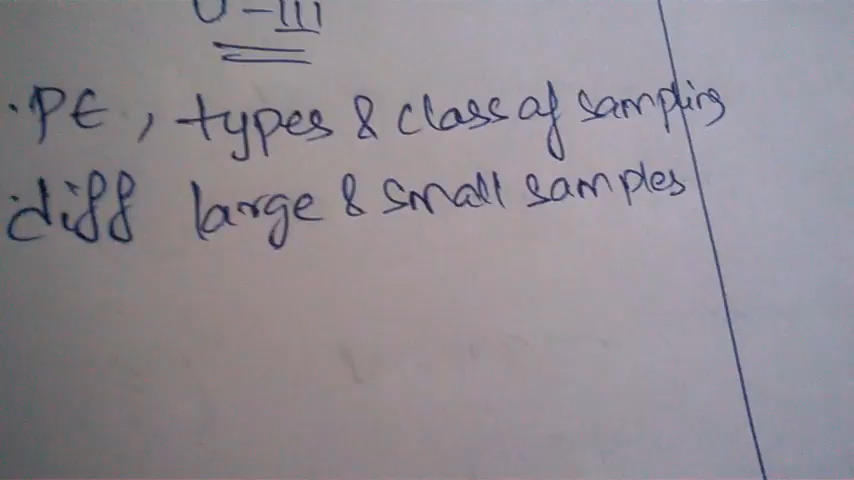 U-III
.PE, types & class of sampling
diff large & small samples